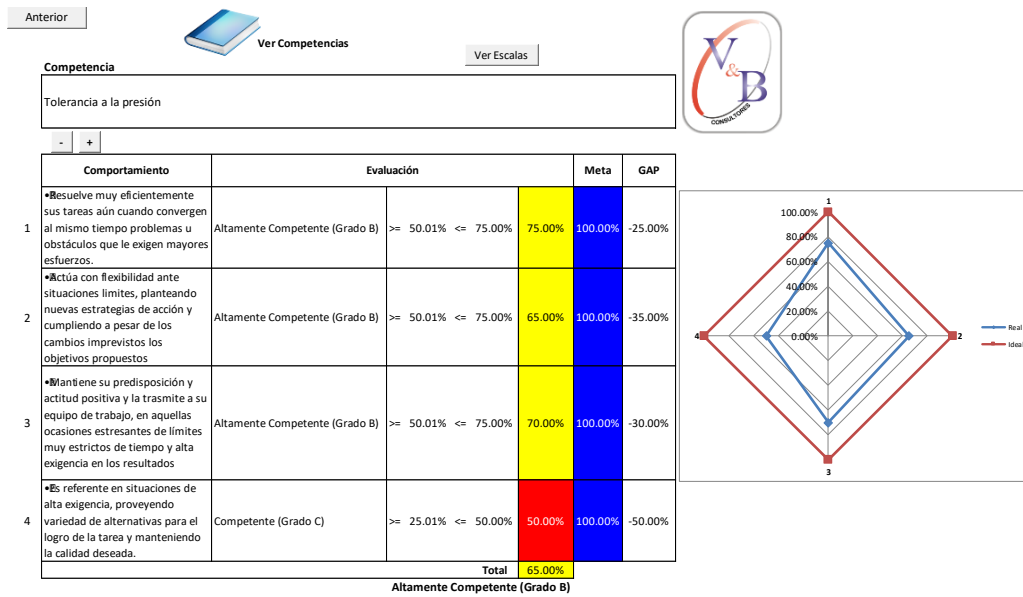 Anterior
Ver Competencias
Ver Escalas
V&B
CONSULTORES
Competencia
Tolerancia a la presión
- +
Comportamiento Evaluación Meta GAP
1
•Resuelve muy eficientemente
sus tareas aún cuando convergen
al mismo tiempo problemas u
obstáculos que le exigen mayores
esfuerzos.
Altamente Competente (Grado B) >= 50.01% <= 75.00% 75.00% 100.00% -25.00%
2
•Actúa con flexibilidad ante
situaciones limites, planteando
nuevas estrategias de acción y
cumpliendo a pesar de los
cambios imprevistos los
objetivos propuestos
Altamente Competente (Grado B) >= 50.01% <= 75.00% 65.00% 100.00% -35.00%
3
•Mantiene su predisposición y
actitud positiva y la trasmite a su
equipo de trabajo, en aquellas
ocasiones estresantes de límites
muy estrictos de tiempo y alta
exigencia en los resultados
Altamente Competente (Grado B) >= 50.01% <= 75.00% 70.00% 100.00% -30.00%
4
•Es referente en situaciones de
alta exigencia, proveyendo
variedad de alternativas para el
logro de la tarea y manteniendo
la calidad deseada.
Competente (Grado C) >= 25.01% <= 50.00% 50.00% 100.00% -50.00%
Total 65.00%
Altamente Competente (Grado B)
1
100.00%
80.00%
60.00%
40.00%
20.00%
0.00%
4
2
3
Real
Ideal